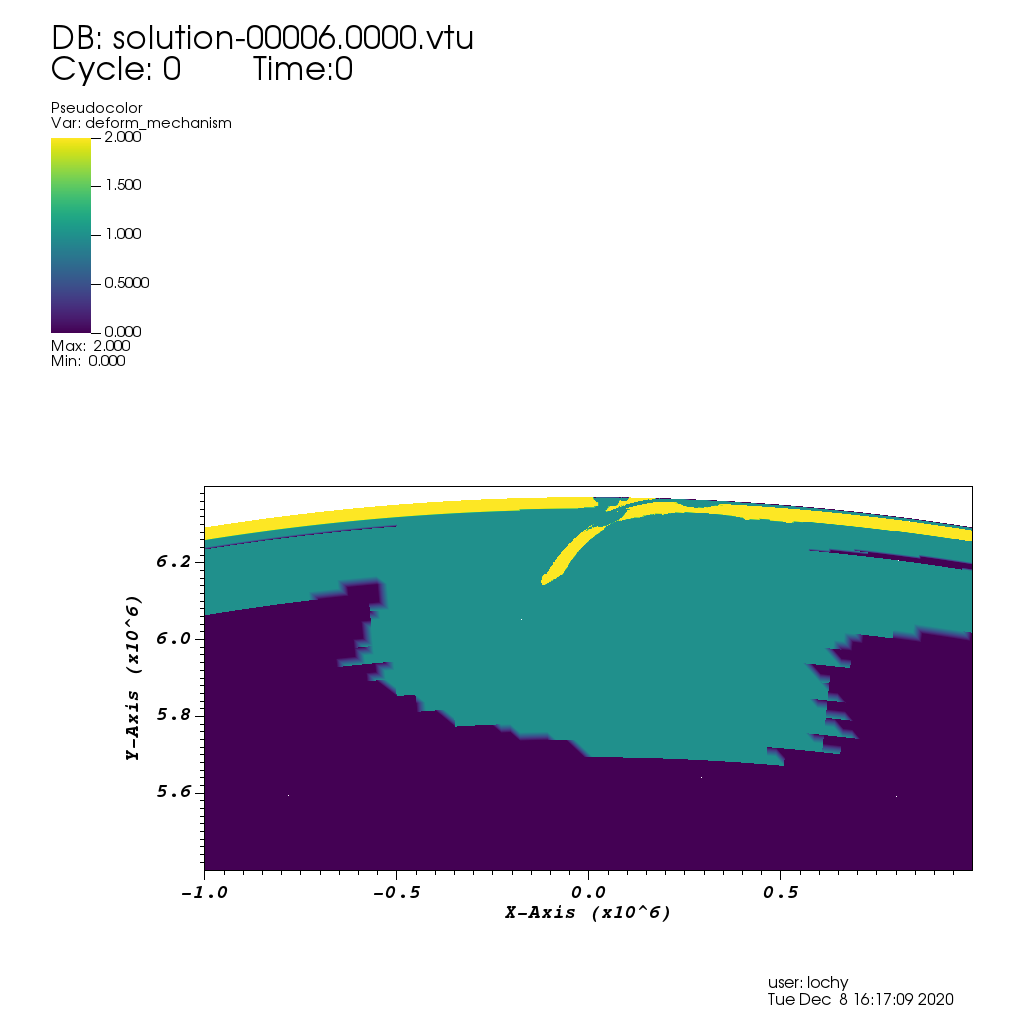 DB: solution-00006.0000.vtu
Cycle: 0 Time:0
Pseudocolor
Var: deform_mechanism
2.000
1.500
1.000
0.5000
0.000
Max: 2.000
Min: 0.000
6.2
6.0
5.8
5.6
Y-Axis (x10^6)
-1.0
-0.5
0.0
0.5
X-Axis (x10^6)
user: lochy
Tue Dec 8 16:17:09 2020